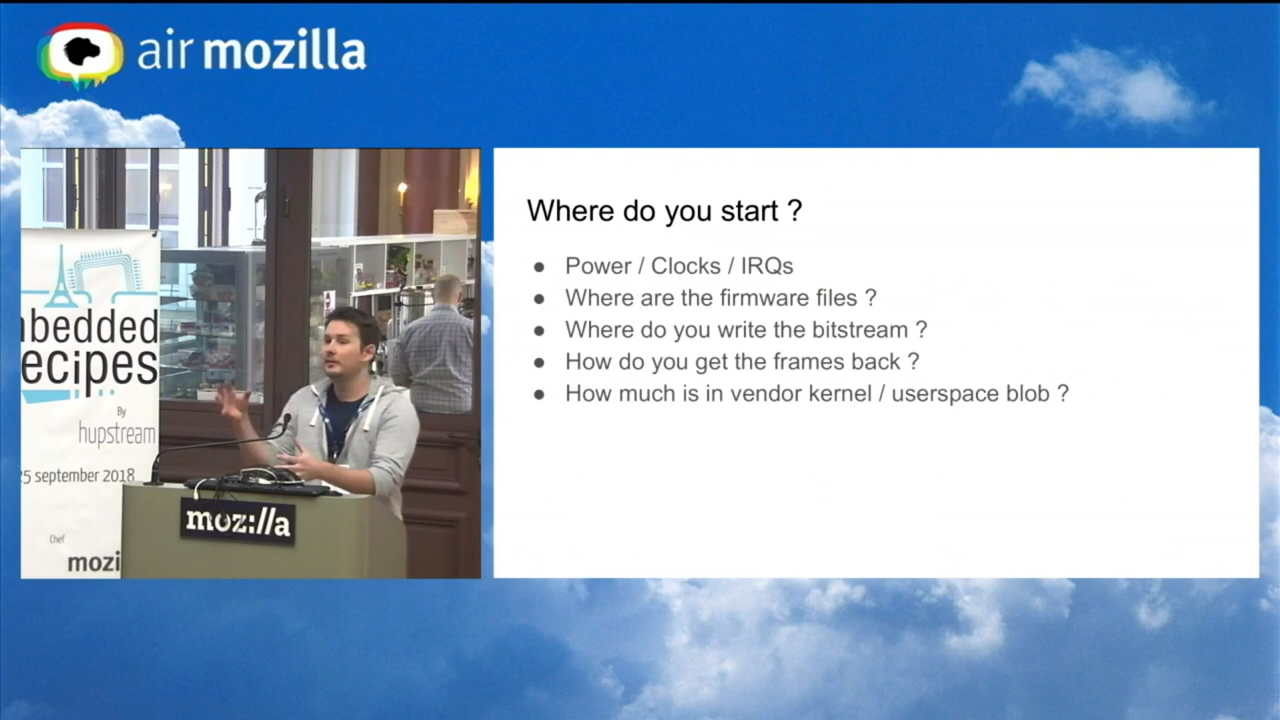 air mozilla
Where do you start ?
● Power / Clocks / IRQs
● Where are the firmware files ?
● Where do you write the bitstream ?
● How do you get the frames back ?
● How much is in vendor kernel / userspace blob ?
bedded
ecipes
By
hupstream
25 september 2018
Chef
mozi
moz://a